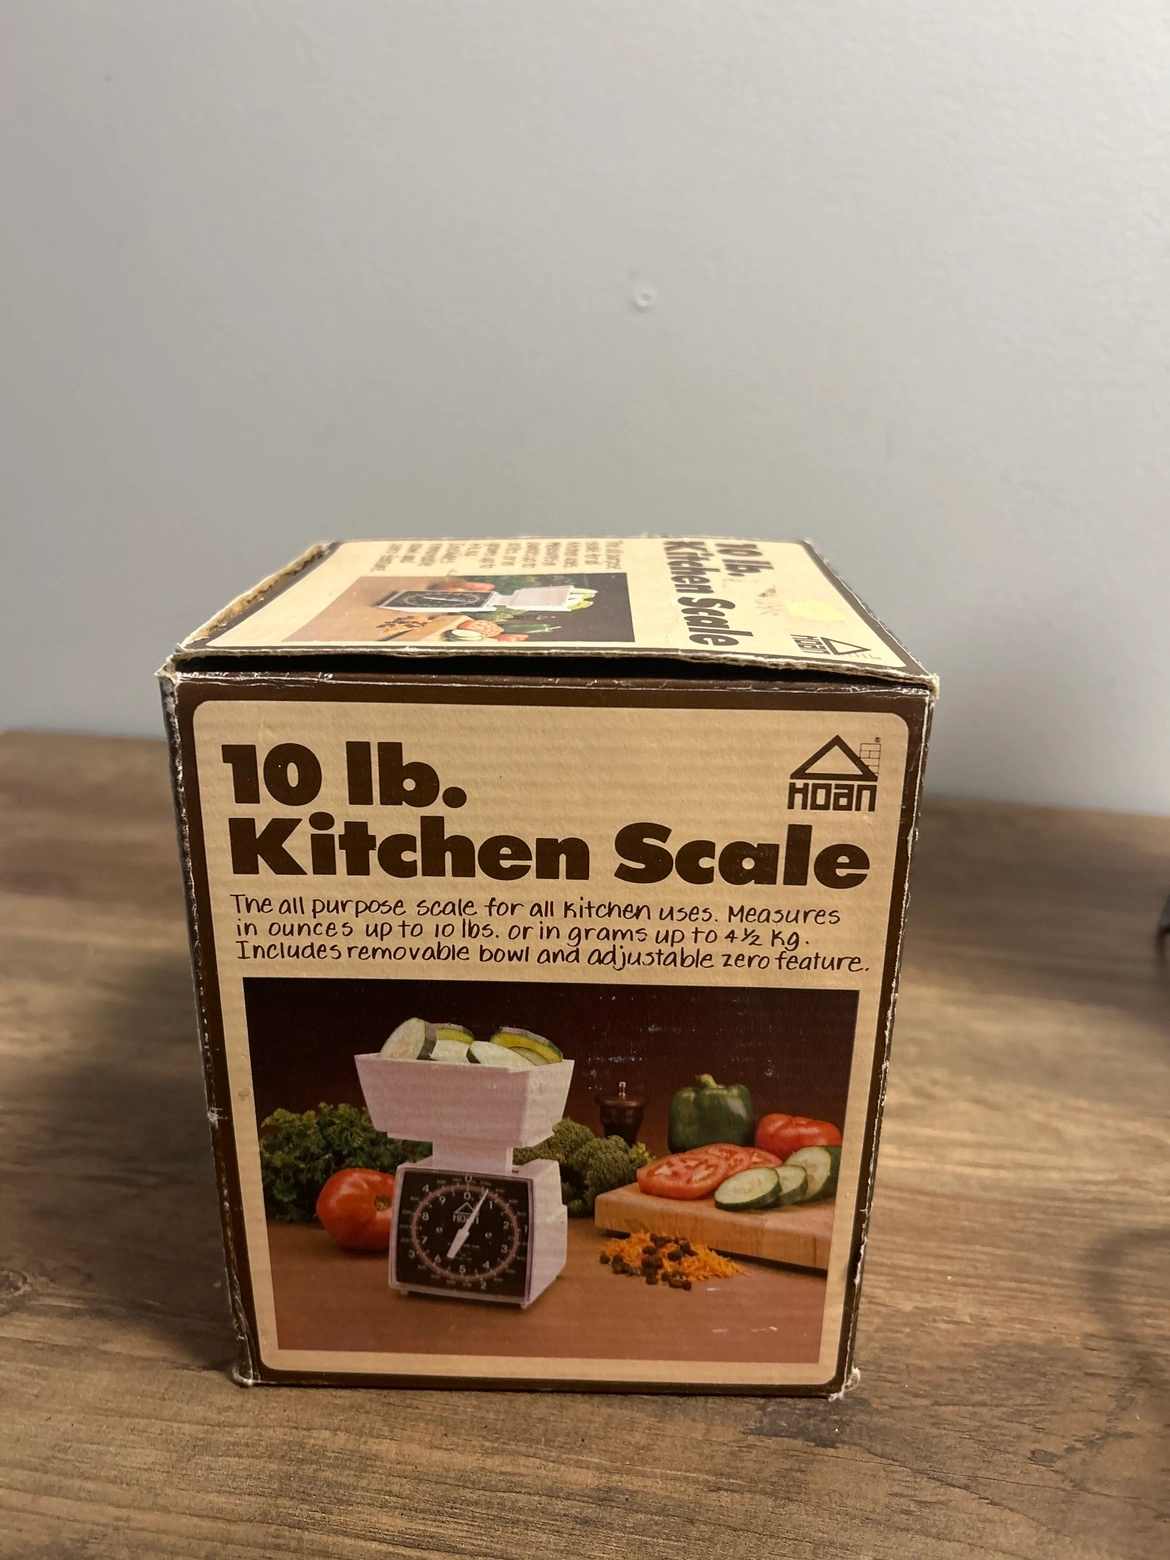 10 lb.
Kitchen Scale
HOAN
10 lb.
Kitchen Scale
HOAN
®
The all purpose scale for all kitchen uses. Measures
in ounces up to 10 lbs. or in grams up to 4½ kg.
Includes removable bowl and adjustable zero feature.